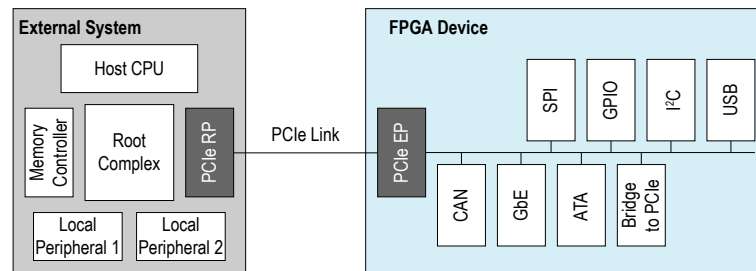 External System
Host CPU
Memory
Controller
Root
Complex
PCIe RP
Local
Peripheral 1
Local
Peripheral 2
PCIe Link
FPGA Device
PCIe EP
SPI
GPIO
I²C
USB
CAN
GbE
ATA
Bridge
to PCIe